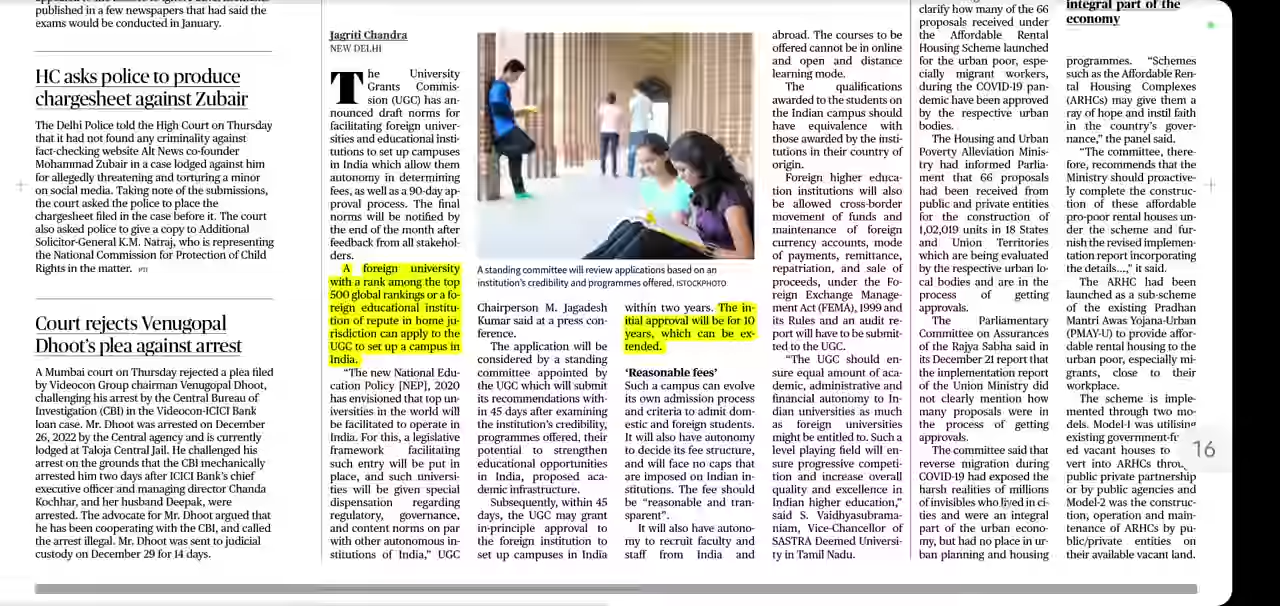 published in a few newspapers that had said the
exams would be conducted in January.
HC asks police to produce
chargesheet against Zubair
The Delhi Police told the High Court on Thursday
that it had not found any criminality against
fact-checking website Alt News co-founder
Mohammad Zubair in a case lodged against him
for allegedly threatening and torturing a minor
on social media. Taking note of the submissions,
the court asked the police to place the
chargesheet filed in the case before it. The court
also asked police to give a copy to Additional
Solicitor-General K.M. Natraj, who is representing
the National Commission for Protection of Child
Rights in the matter. PTI
Court rejects Venugopal
Dhoot's plea against arrest
A Mumbai court on Thursday rejected a plea filed
by Videocon Group chairman Venugopal Dhoot,
challenging his arrest by the Central Bureau of
Investigation (CBI) in the Videocon-ICICI Bank
loan case. Mr. Dhoot was arrested on December
26, 2022 by the Central agency and is currently
lodged at Taloja Central Jail. He challenged his
arrest on the grounds that the CBI mechanically
arrested him two days after ICICI Bank's chief
executive officer and managing director Chanda
Kochhar, and her husband Deepak, were
arrested. The advocate for Mr. Dhoot argued that
he has been cooperating with the CBI, and called
the arrest illegal. Mr. Dhoot was sent to judicial
custody on December 29 for 14 days.
Jagriti Chandra
NEW DELHI
The University
Grants Commis-
sion (UGC) has an-
nounced draft norms for
facilitating foreign univer-
sities and educational insti-
tutions to set up campuses
in India which allow them
autonomy in determining
fees, as well as a 90-day ap-
proval process. The final
norms will be notified by
the end of the month after
feedback from all stakehol-
ders.
A foreign university
with a rank among the top
500 global rankings or a fo-
reign educational institu-
tion of repute in home ju-
risdiction can apply to the
UGC to set up a campus in
India.
"The new National Edu-
cation Policy [NEP], 2020
has envisioned that top un-
iversities in the world will
be facilitated to operate in
India. For this, a legislative
framework facilitating
such entry will be put in
place, and such universi-
ties will be given special
dispensation regarding
regulatory, governance,
and content norms on par
with other autonomous in-
stitutions of India," UGC
A standing committee will review applications based on an
institution's credibility and programmes offered. ISTOCKPHOTO
Chairperson M. Jagadesh
Kumar said at a press con-
ference.
The application will be
considered by a standing
committee appointed by
the UGC which will submit
its recommendations with-
in 45 days after examining
the institution's credibility,
programmes offered, their
potential to strengthen
educational opportunities
in India, proposed aca-
demic infrastructure.
Subsequently, within 45
days, the UGC may grant
in-principle approval to
the foreign institution to
set up campuses in India
within two years. The in-
itial approval will be for 10
years, which can be ex-
tended.
'Reasonable fees'
Such a campus can evolve
its own admission process
and criteria to admit dom-
estic and foreign students.
It will also have autonomy
to decide its fee structure,
and will face no caps that
are imposed on Indian in-
stitutions. The fee should
be "reasonable and tran-
sparent".
It will also have autono-
my to recruit faculty and
staff from India and
abroad. The courses to be
offered cannot be in online
and open and distance
learning mode.
The qualifications
awarded to the students on
the Indian campus should
have equivalence with
those awarded by the insti-
tutions in their country of
origin.
Foreign higher educa-
tion institutions will also
be allowed cross-border
movement of funds and
maintenance of foreign
currency accounts, mode
of payments, remittance,
repatriation, and sale of
proceeds, under the Fo-
reign Exchange Manage-
ment Act (FEMA), 1999 and
its Rules and an audit re-
port will have to be submit-
ted to the UGC.
"The UGC should en-
sure equal amount of aca-
demic, administrative and
financial autonomy to In-
dian universities as much
as foreign universities
might be entitled to. Such a
level playing field will en-
sure progressive competi-
tion and increase overall
quality and excellence in
Indian higher education,"
said S. Vaidhyasubrama-
niam, Vice-Chancellor of
SASTRA Deemed Universi-
ty in Tamil Nadu.
clarify how many of the 66
proposals received under
the Affordable Rental
Housing Scheme launched
for the urban poor, espe-
cially migrant workers,
during the COVID-19 pan-
demic have been approved
by the respective urban
bodies.
The Housing and Urban
Poverty Alleviation Minis-
try had informed Parlia-
ment that 66 proposals
had been received from
public and private entities
for the construction of
1,02,019 units in 18 States
and Union Territories
which are being evaluated
by the respective urban lo-
cal bodies and are in the
process of getting
approvals.
The Parliamentary
Committee on Assurances
of the Rajya Sabha said in
its December 21 report that
the implementation report
of the Union Ministry did
not clearly mention how
many proposals were in
the process of getting
approvals.
The committee said that
reverse migration during
COVID-19 had exposed the
harsh realities of millions
of invisibles who lived in ci-
ties and were an integral
part of the urban econo-
my, but had no place in ur-
ban planning and housing
integral part of the
economy
programmes. "Schemes
such as the Affordable Ren-
tal Housing Complexes
(ARHCs) may give them a
ray of hope and instil faith
in the country's gover-
nance," the panel said.
"The committee, there-
fore, recommends that the
Ministry should proactive-
ly complete the construc-
tion of these affordable
pro-poor rental houses un-
der the scheme and fur-
nish the revised implemen-
tation report incorporating
the details...," it said.
The ARHC had been
launched as a sub-scheme
of the existing Pradhan
Mantri Awas Yojana-Urban
(PMAY-U) to provide affor-
dable rental housing to the
urban poor, especially mi-
grants, close to their
workplace.
The scheme is imple-
mented through two mo-
dels. Model-1 was utilising
existing government-f
ed vacant houses to
vert into ARHCs throu
public private partnership
or by public agencies and
Model-2 was the construc-
tion, operation and main-
tenance of ARHCs by pu-
blic/private entities on
their available vacant land.
16